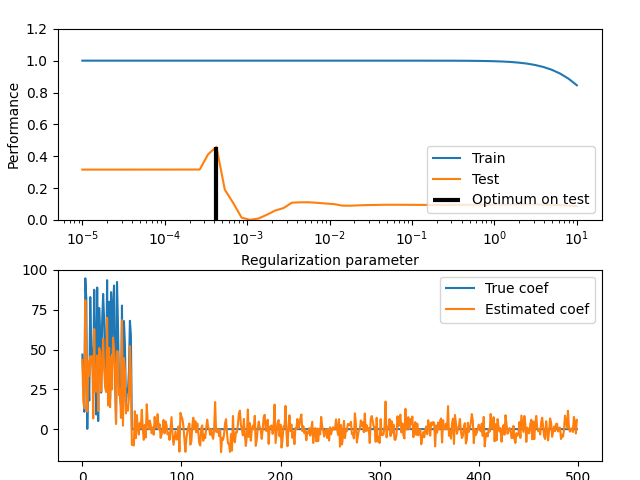 1.2
1.0
0.8
0.6
0.4
0.2
0.0
Performance
Train
Test
Optimum on test
10⁻⁵ 10⁻⁴ 10⁻³ 10⁻² 10⁻¹ 10⁰ 10¹
Regularization parameter
100
75
50
25
0
True coef
Estimated coef
0 100 200 300 400 500